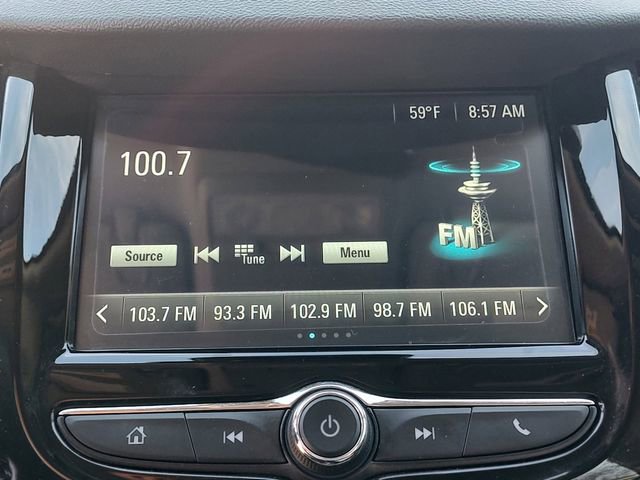 59°F 8:57 AM
100.7
FM
Source Tune Menu
103.7 FM 93.3 FM 102.9 FM 98.7 FM 106.1 FM